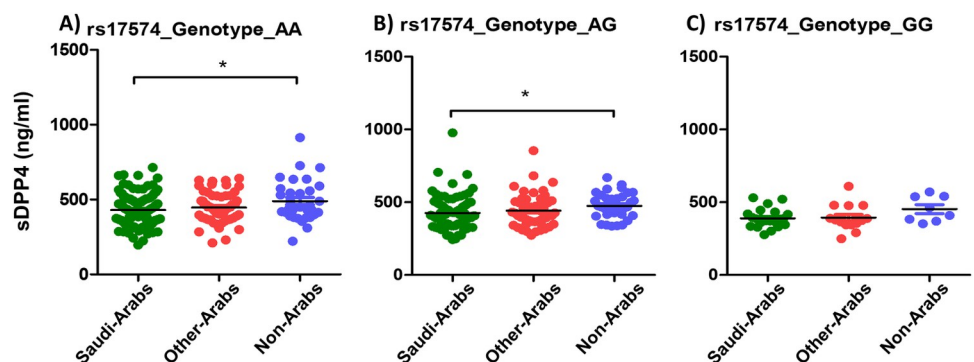 A) rs17574_Genotype_AA
B) rs17574_Genotype_AG
C) rs17574_Genotype_GG
sDPP4 (ng/ml)
1500
1000
500
0
*
Saudi-Arabs
Other-Arabs
Non-Arabs
1500
1000
500
0
*
Saudi-Arabs
Other-Arabs
Non-Arabs
1500
1000
500
0
Saudi-Arabs
Other-Arabs
Non-Arabs